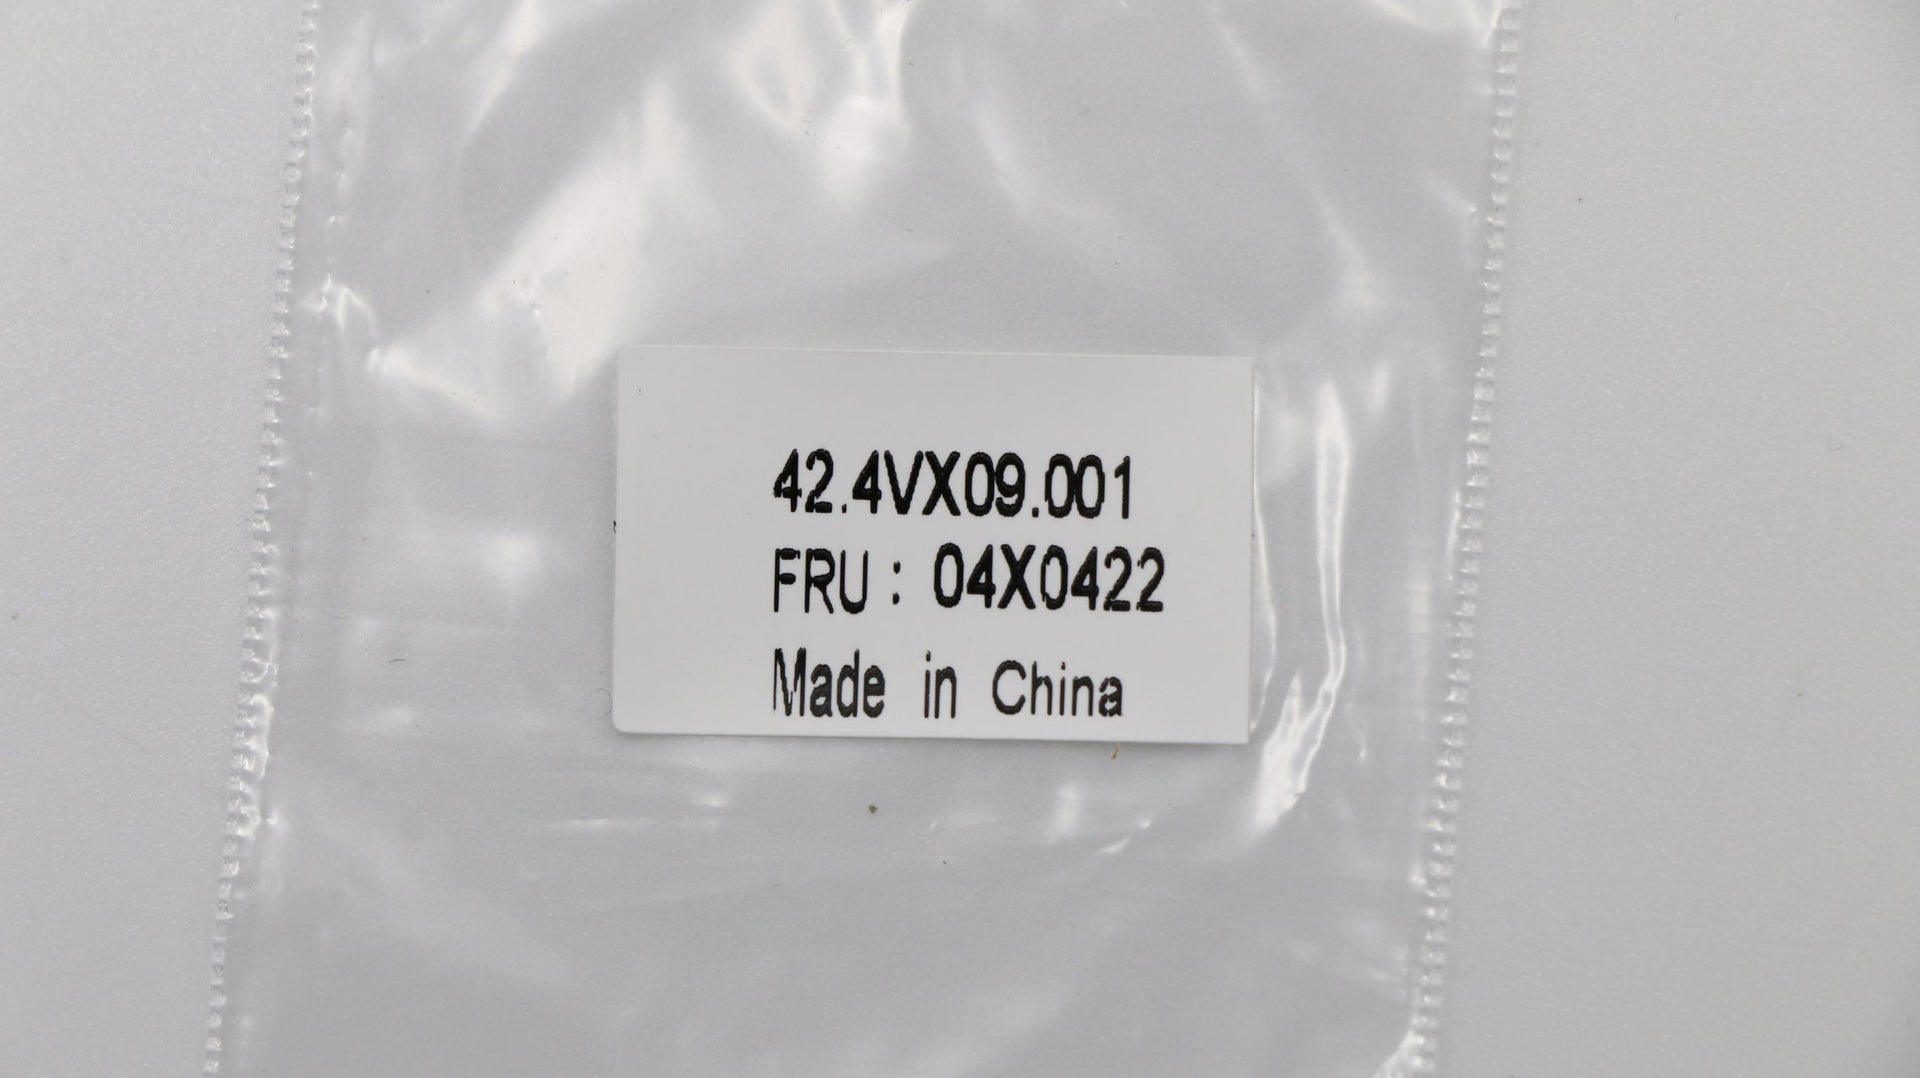 42.4VX09.001
FRU : 04X0422
Made in China